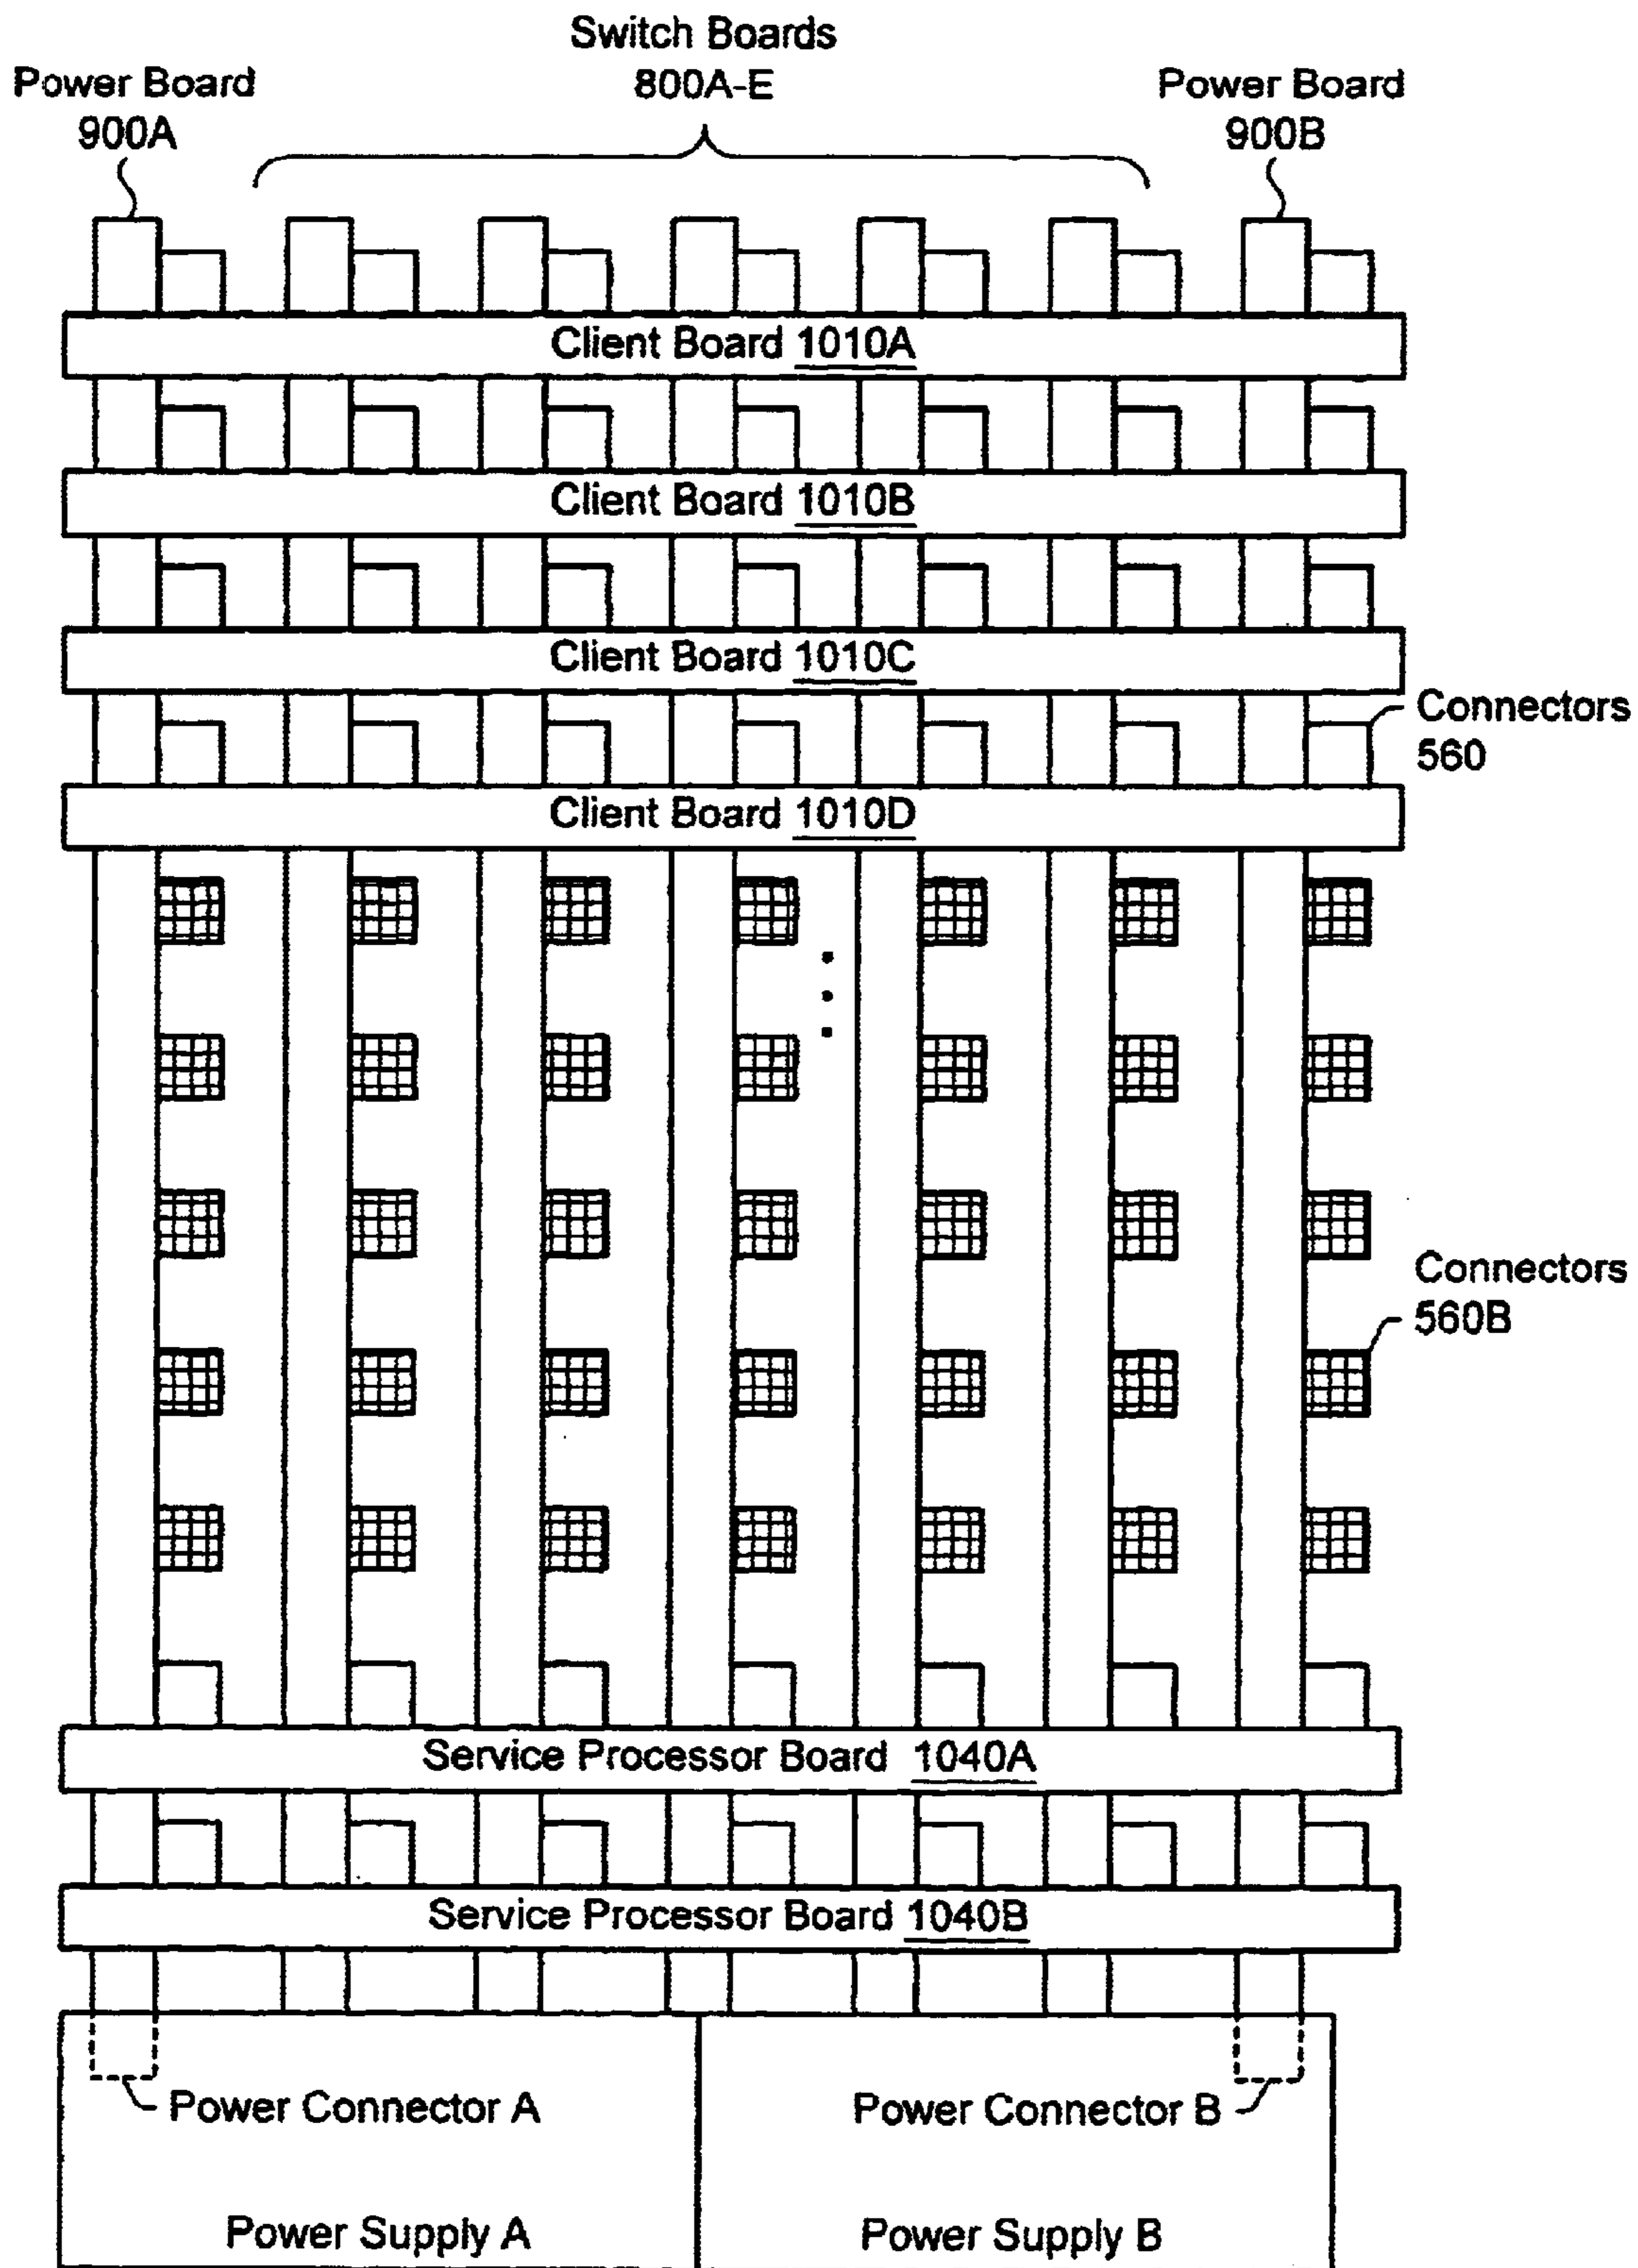 Switch Boards
800A-E
Power Board
900A
Power Board
900B
Client Board 1010A
Client Board 1010B
Client Board 1010C
Connectors
560
Client Board 1010D
Connectors
560B
Service Processor Board 1040A
Service Processor Board 1040B
Power Connector A
Power Connector B
Power Supply A
Power Supply B